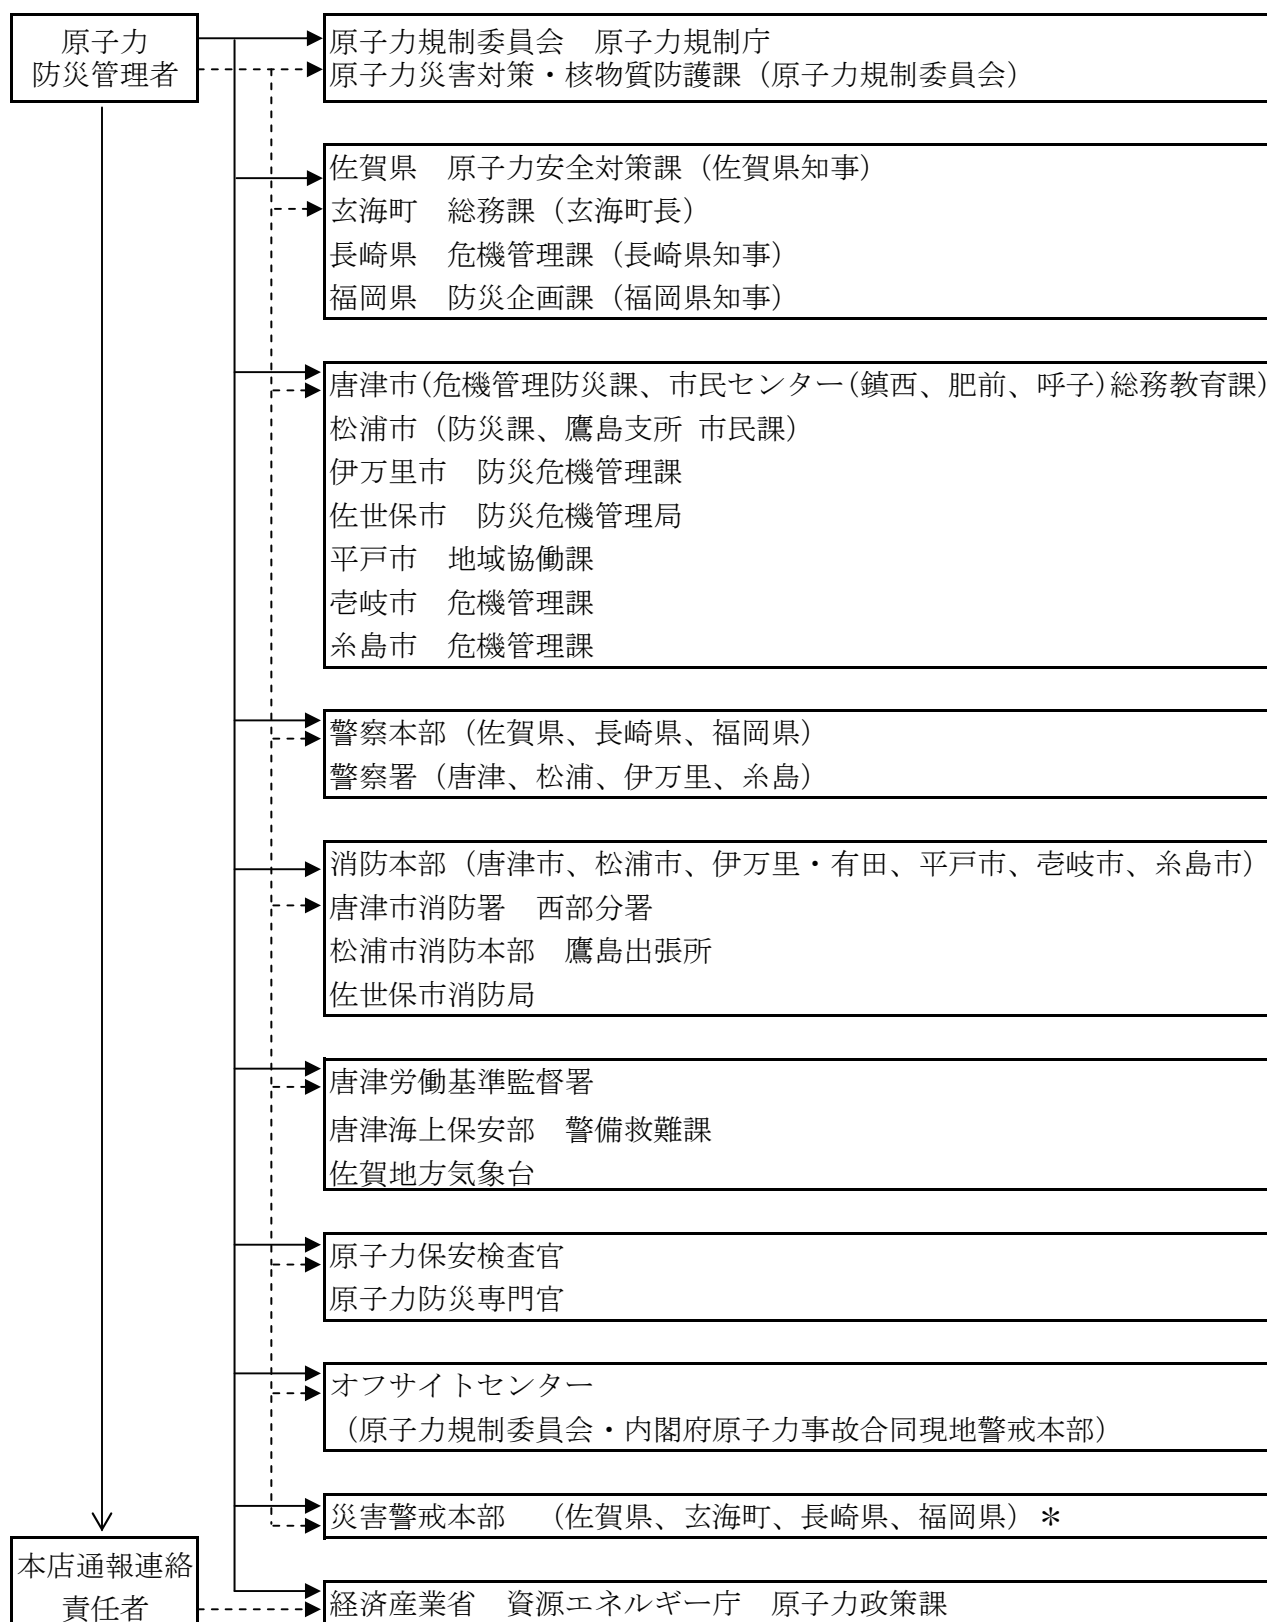 原子力
防災管理者
原子力規制委員会　原子力規制庁
原子力災害対策・核物質防護課（原子力規制委員会）
佐賀県　原子力安全対策課（佐賀県知事）
玄海町　総務課（玄海町長）
長崎県　危機管理課（長崎県知事）
福岡県　防災企画課（福岡県知事）
唐津市(危機管理防災課、市民センター(鎮西、肥前、呼子)総務教育課)
松浦市（防災課、鷹島支所 市民課）
伊万里市　防災危機管理課
佐世保市　防災危機管理局
平戸市　地域協働課
壱岐市　危機管理課
糸島市　危機管理課
警察本部（佐賀県、長崎県、福岡県）
警察署（唐津、松浦、伊万里、糸島）
消防本部（唐津市、松浦市、伊万里・有田、平戸市、壱岐市、糸島市）
唐津市消防署　西部分署
松浦市消防本部　鷹島出張所
佐世保市消防局
唐津労働基準監督署
唐津海上保安部　警備救難課
佐賀地方気象台
原子力保安検査官
原子力防災専門官
オフサイトセンター
（原子力規制委員会・内閣府原子力事故合同現地警戒本部）
災害警戒本部　（佐賀県、玄海町、長崎県、福岡県）＊
本店通報連絡
責任者
経済産業省　資源エネルギー庁　原子力政策課